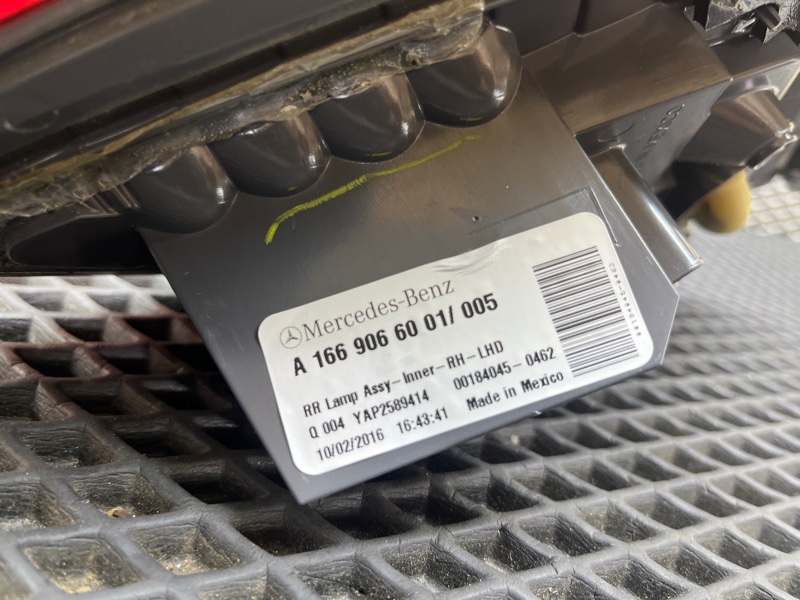 Mercedes-Benz
A 166 906 60 01/ 005
RR Lamp Assy-Inner-RH-LHD
Q 004 YAP2589414 00184045-0462
10/02/2016 16:43:41 Made in Mexico